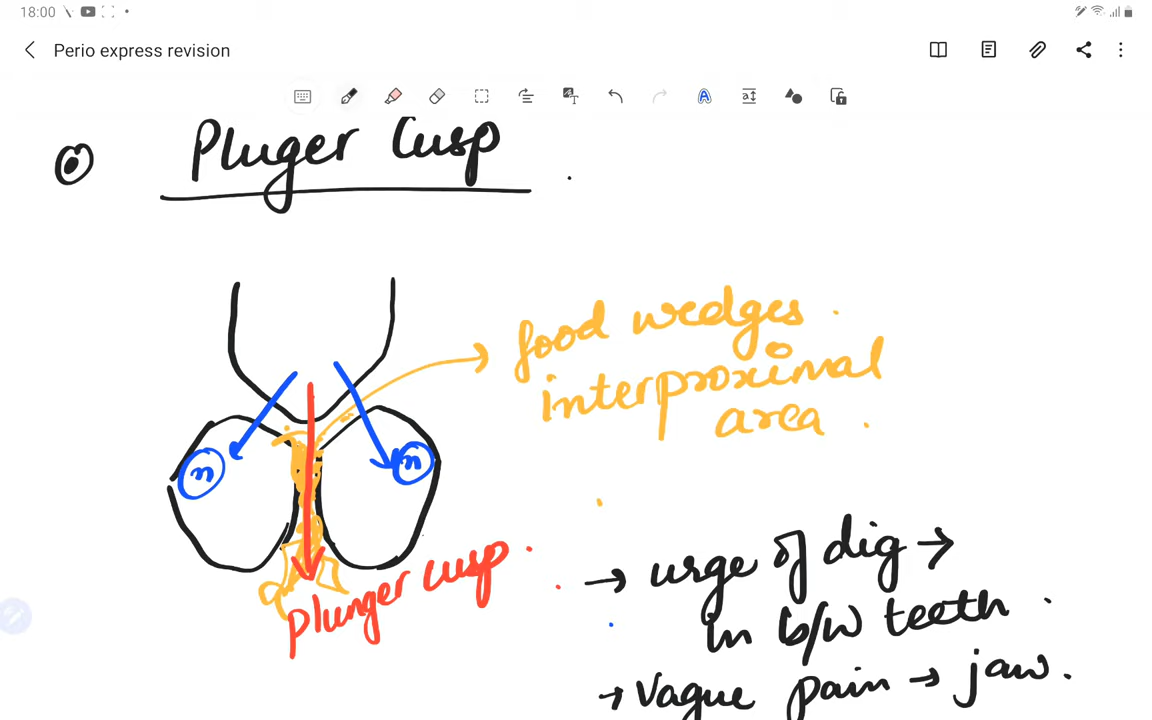 18:00
Perio express revision
Pluger Cusp
food wedges
interproximal
area
n
n
Plunger cusp
→ urge of dig →
in b/w teeth
→ Vague pain → jaw.